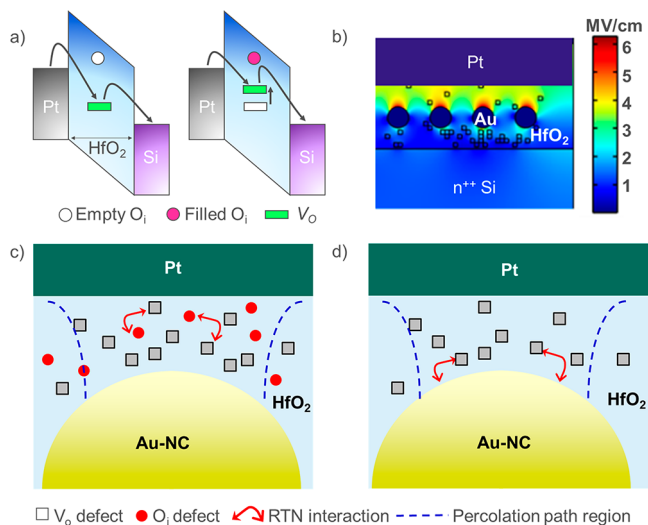 a)
Pt
HfO₂
Si
Pt
Si
Empty Oᵢ
Filled Oᵢ
V_O
b)
MV/cm
Pt
Au
HfO₂
n⁺⁺ Si
6
5
4
3
2
1
c)
Pt
HfO₂
Au-NC
d)
Pt
HfO₂
Au-NC
Vₒ defect
Oᵢ defect
RTN interaction
Percolation path region